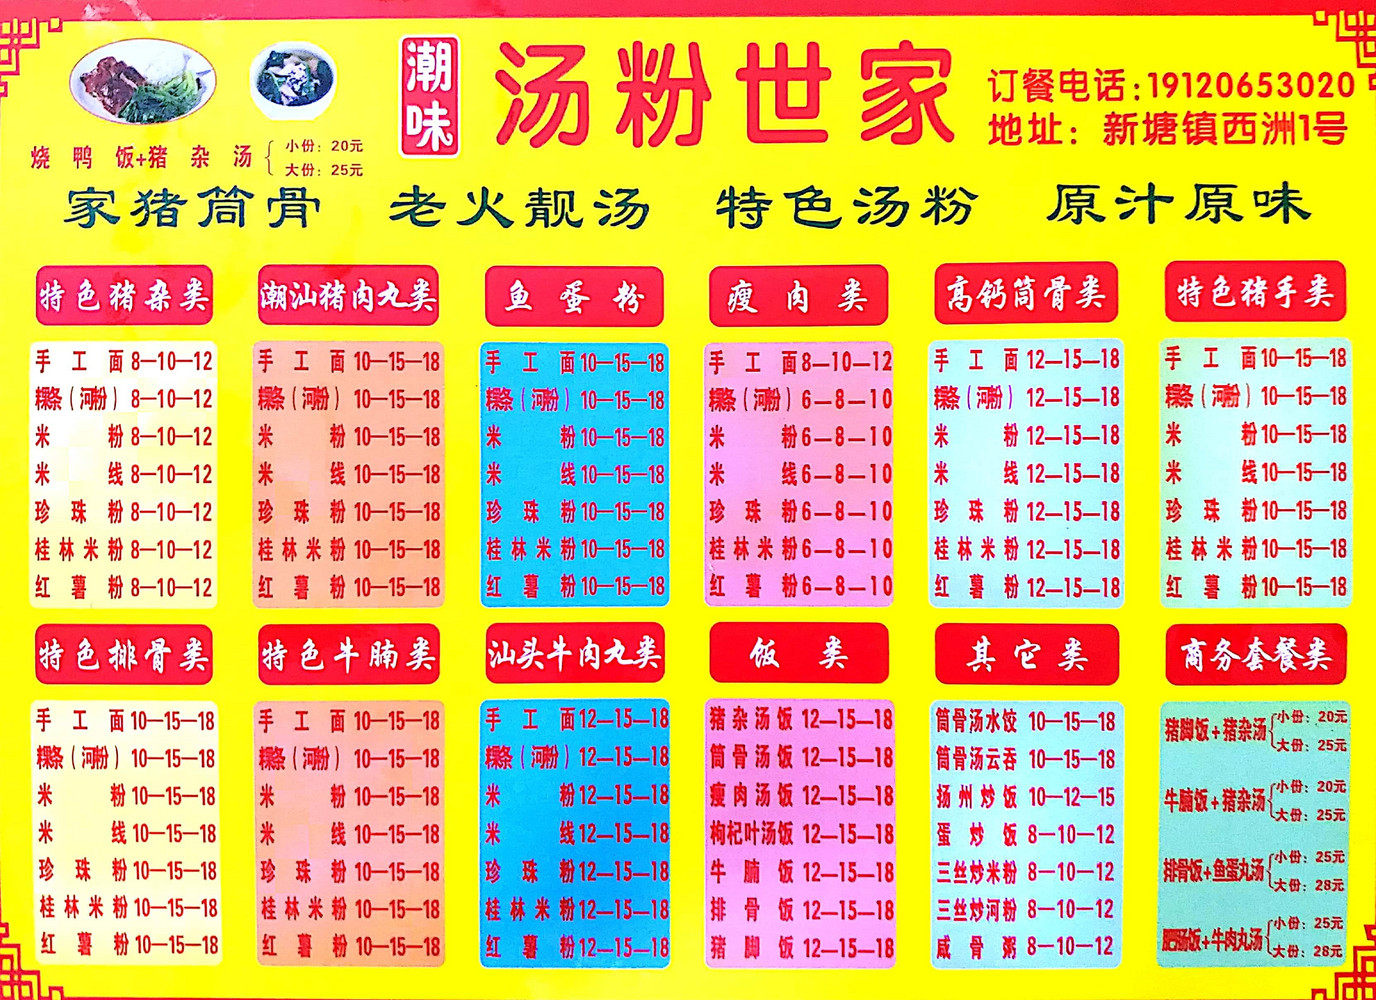 潮味
汤粉世家
订餐电话:19120653020
地址:新塘镇西洲1号
烧鸭饭+猪杂汤 小份:20元
大份:25元
家猪筒骨 老火靓汤 特色汤粉 原汁原味
特色猪杂类
手工面 8—10—12
粿条(河粉) 8—10—12
米粉 8—10—12
米线 8—10—12
珍珠粉 8—10—12
桂林米粉 8—10—12
红薯粉 8—10—12
潮汕猪肉丸类
手工面 10—15—18
粿条(河粉) 10—15—18
米粉 10—15—18
米线 10—15—18
珍珠粉 10—15—18
桂林米粉 10—15—18
红薯粉 10—15—18
鱼蛋粉
手工面 10—15—18
粿条(河粉) 10—15—18
米粉 10—15—18
米线 10—15—18
珍珠粉 10—15—18
桂林米粉 10—15—18
红薯粉 10—15—18
瘦肉类
手工面 8—10—12
粿条(河粉) 6—8—10
米粉 6—8—10
米线 6—8—10
珍珠粉 6—8—10
桂林米粉 6—8—10
红薯粉 6—8—10
高钙筒骨类
手工面 12—15—18
粿条(河粉) 12—15—18
米粉 12—15—18
米线 12—15—18
珍珠粉 12—15—18
桂林米粉 12—15—18
红薯粉 12—15—18
特色猪手类
手工面 10—15—18
粿条(河粉) 10—15—18
米粉 10—15—18
米线 10—15—18
珍珠粉 10—15—18
桂林米粉 10—15—18
红薯粉 10—15—18
特色排骨类
手工面 10—15—18
粿条(河粉) 10—15—18
米粉 10—15—18
米线 10—15—18
珍珠粉 10—15—18
桂林米粉 10—15—18
红薯粉 10—15—18
特色牛腩类
手工面 10—15—18
粿条(河粉) 10—15—18
米粉 10—15—18
米线 10—15—18
珍珠粉 10—15—18
桂林米粉 10—15—18
红薯粉 10—15—18
汕头牛肉丸类
手工面 12—15—18
粿条(河粉) 12—15—18
米粉 12—15—18
米线 12—15—18
珍珠粉 12—15—18
桂林米粉 12—15—18
红薯粉 12—15—18
饭类
猪杂汤饭 12—15—18
筒骨汤饭 12—15—18
瘦肉汤饭 12—15—18
枸杞叶汤饭 12—15—18
牛腩饭 12—15—18
排骨饭 12—15—18
猪脚饭 12—15—18
其它类
筒骨汤水饺 10—15—18
筒骨汤云吞 10—15—18
扬州炒饭 10—12—15
蛋炒饭 8—10—12
三丝炒米粉 8—10—12
三丝炒河粉 8—10—12
咸骨粥 8—10—12
商务套餐类
猪脚饭+猪杂汤 小份:20元
大份:25元
牛腩饭+猪杂汤 小份:20元
大份:25元
排骨饭+鱼蛋丸汤 小份:25元
大份:28元
肥肠饭+牛肉丸汤 小份:25元
大份:28元